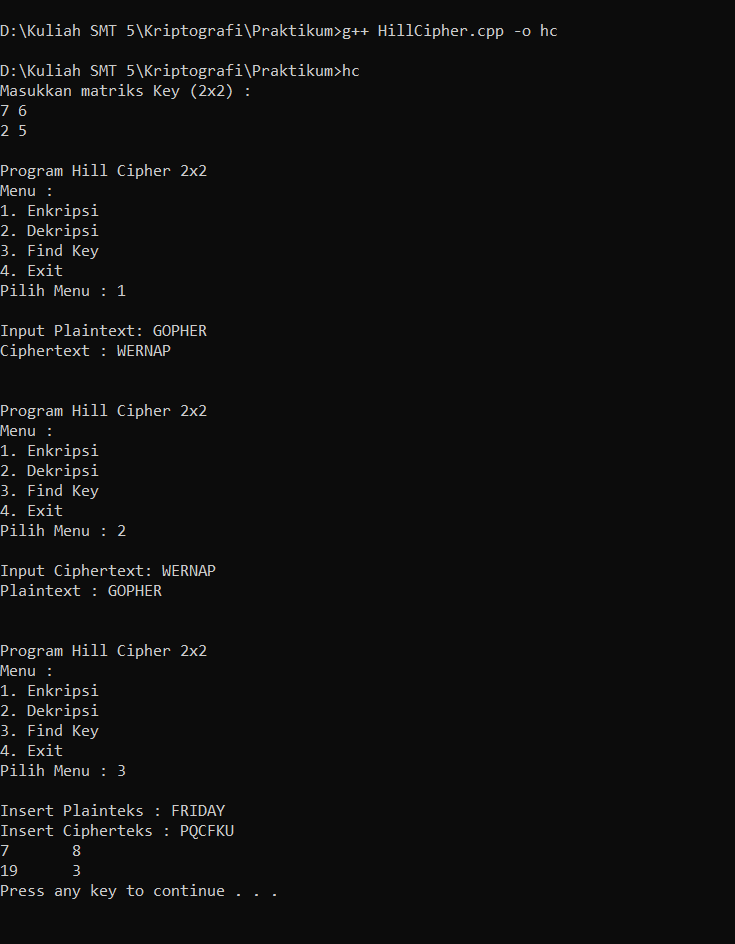 D:\Kuliah SMT 5\Kriptografi\Praktikum>g++ HillCipher.cpp -o hc
D:\Kuliah SMT 5\Kriptografi\Praktikum>hc
Masukkan matriks Key (2x2) :
7 6
2 5
Program Hill Cipher 2x2
Menu :
1. Enkripsi
2. Dekripsi
3. Find Key
4. Exit
Pilih Menu : 1
Input Plaintext: GOPHER
Ciphertext : WERNAP
Program Hill Cipher 2x2
Menu :
1. Enkripsi
2. Dekripsi
3. Find Key
4. Exit
Pilih Menu : 2
Input Ciphertext: WERNAP
Plaintext : GOPHER
Program Hill Cipher 2x2
Menu :
1. Enkripsi
2. Dekripsi
3. Find Key
4. Exit
Pilih Menu : 3
Insert Plainteks : FRIDAY
Insert Cipherteks : PQCFKU
7       8
19      3
Press any key to continue . . .